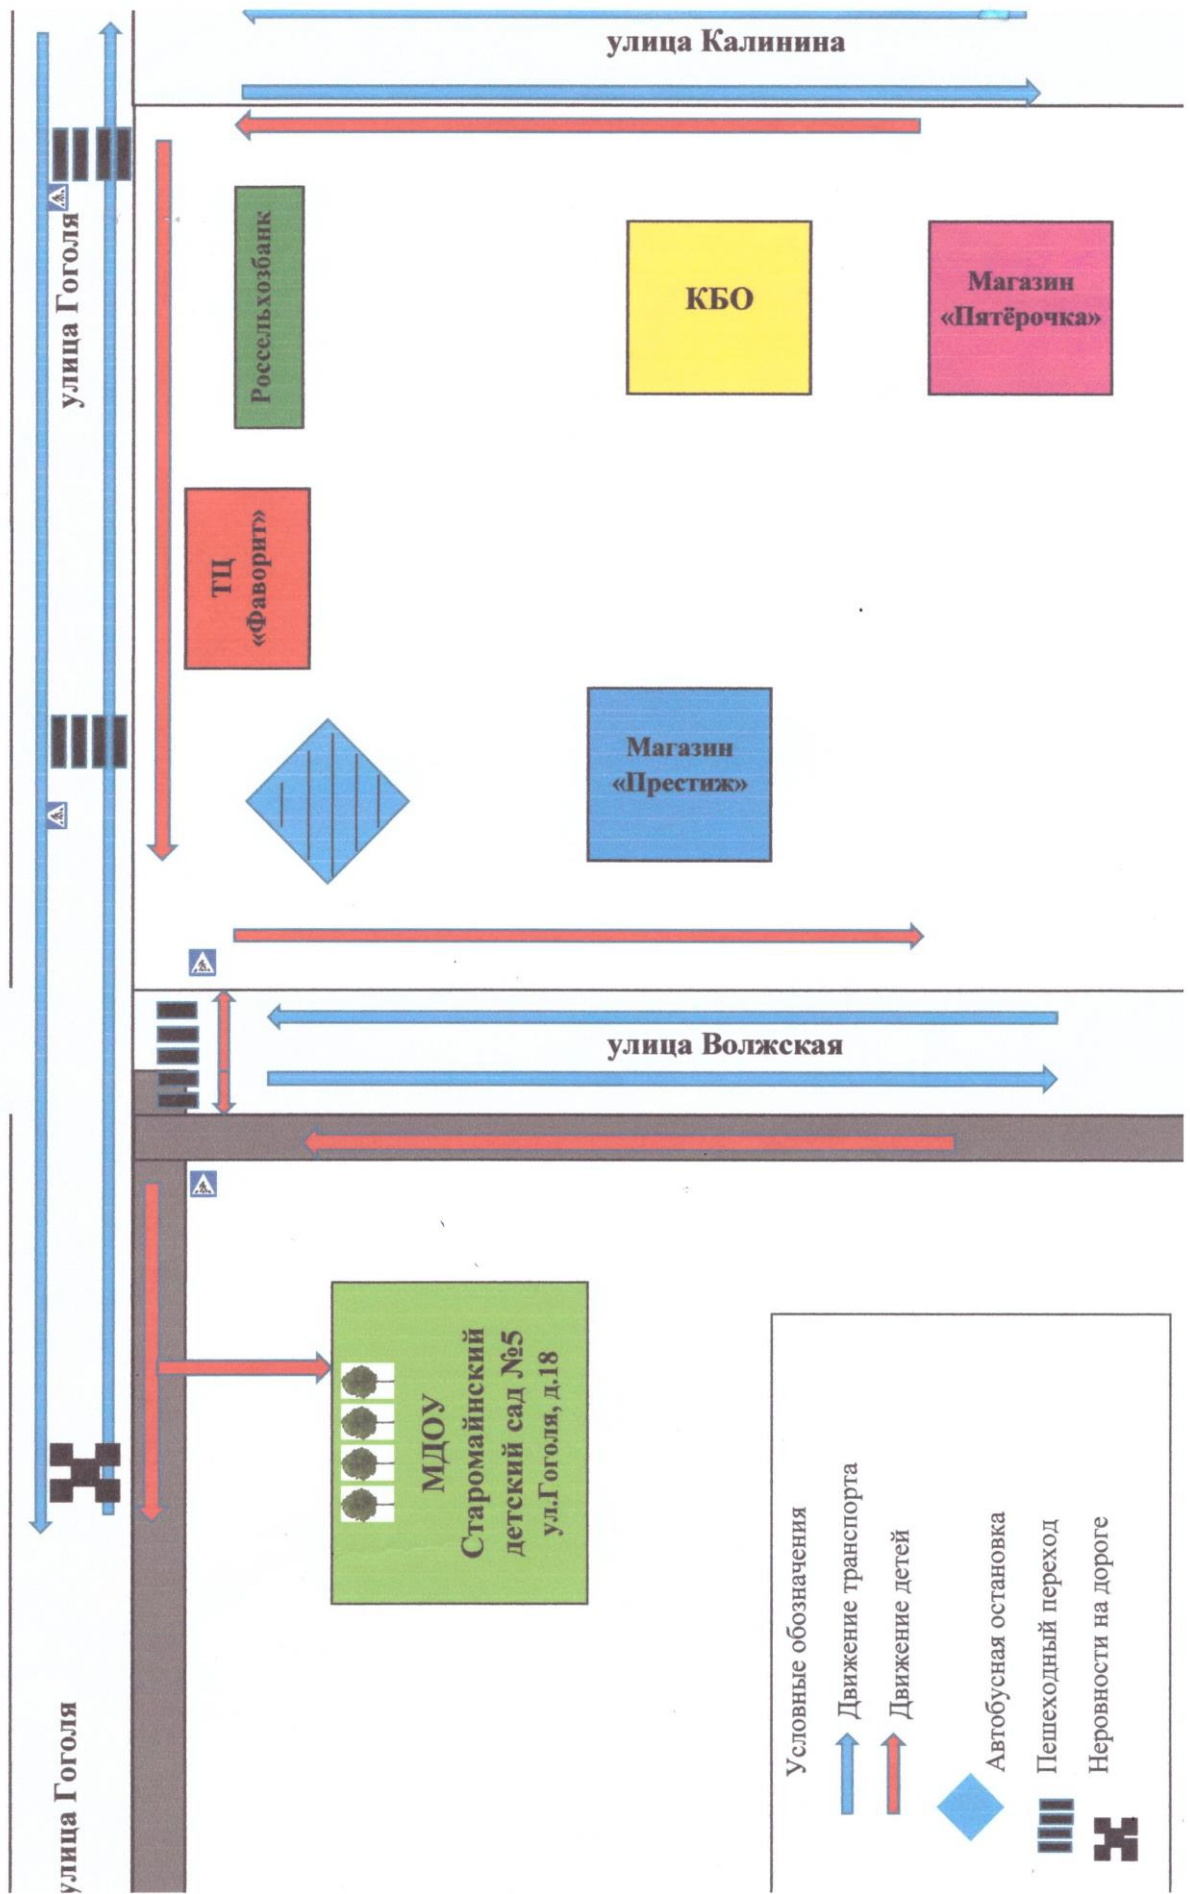 улица Калинина
улица Гоголя
Россельхозбанк
КБО
Магазин
«Пятёрочка»
ТЦ
«Фаворит»
Магазин
«Престиж»
улица Волжская
МДОУ
Старомайнский
детский сад №5
ул.Гоголя, д.18
улица Гоголя
Условные обозначения
Движение транспорта
Движение детей
Автобусная остановка
Пешеходный переход
Неровности на дороге